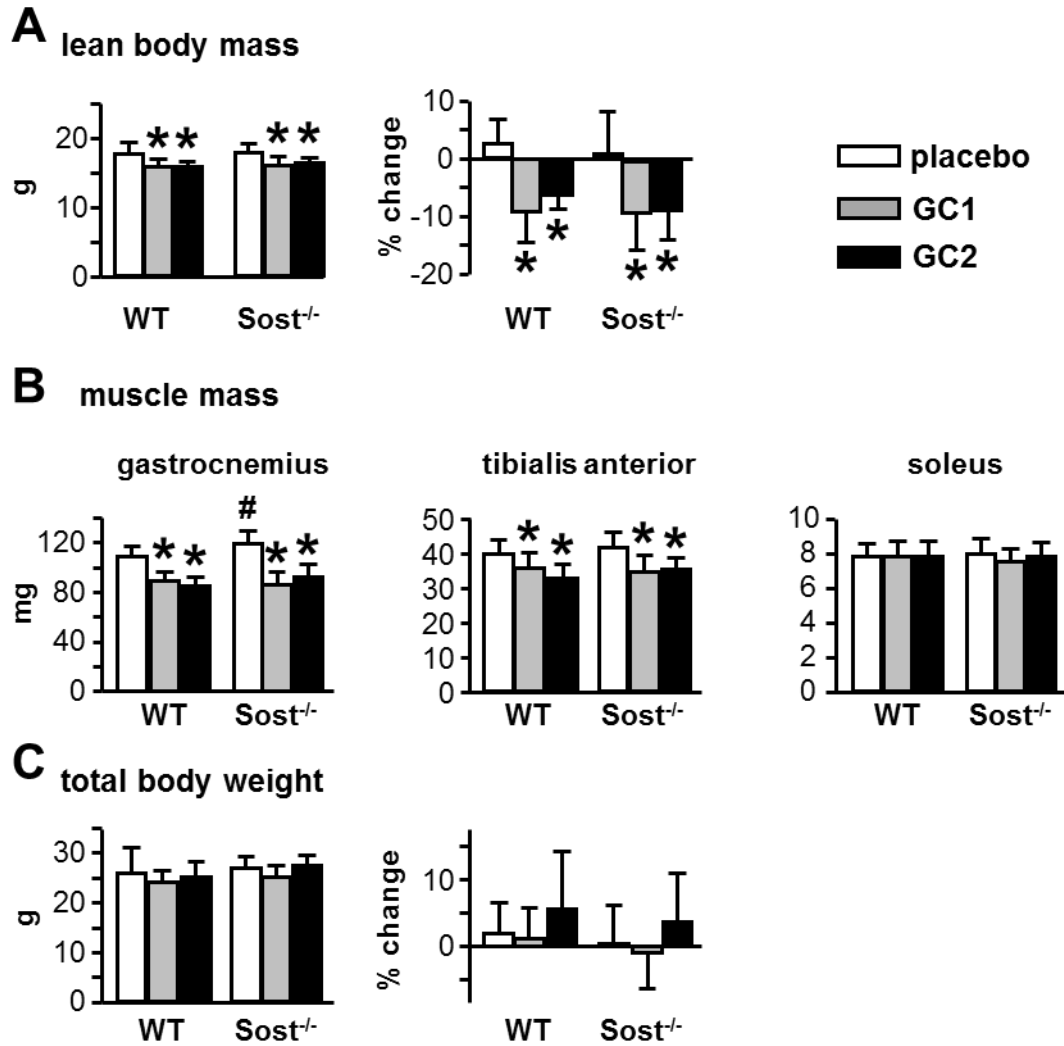 A lean body mass
20
10
0
g
* * * *
WT Sost-/-
10
0
-10
-20
% change
* * * *
WT Sost-/-
placebo
GC1
GC2
B muscle mass
gastrocnemius
120
80
40
0
mg
* * # * *
WT Sost-/-
tibialis anterior
50
40
30
20
10
0
* * * *
WT Sost-/-
soleus
10
8
6
4
2
0
WT Sost-/-
C total body weight
30
20
10
0
g
WT Sost-/-
10
0
% change
WT Sost-/-